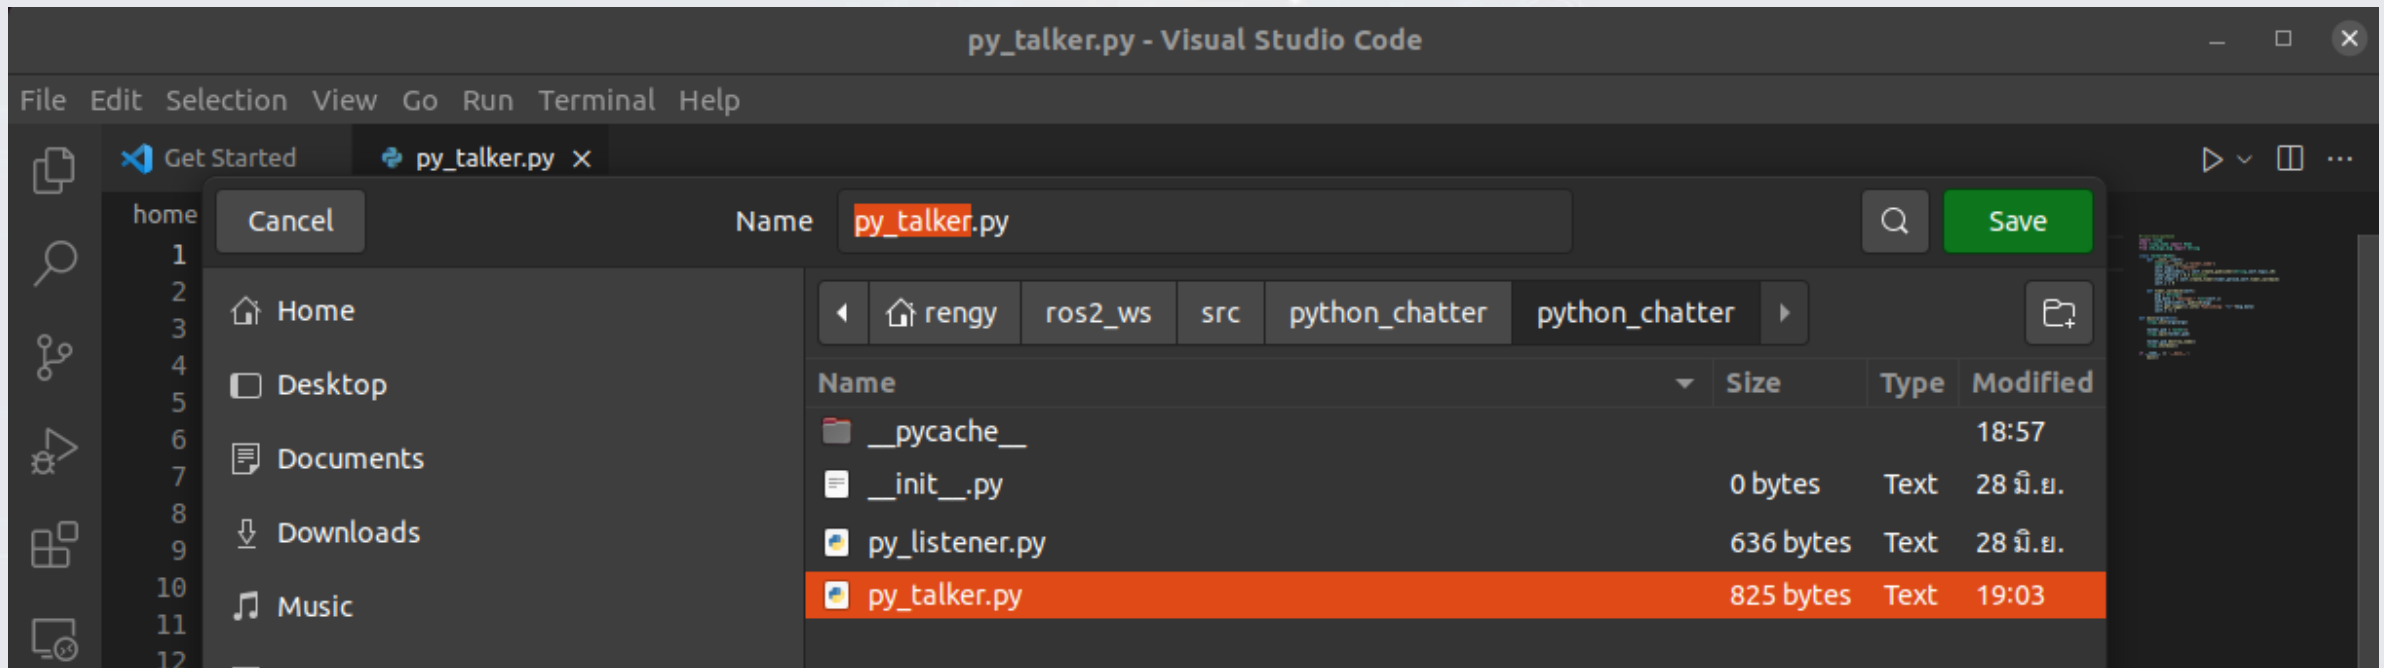 py_talker.py - Visual Studio Code
File Edit Selection View Go Run Terminal Help
Get Started py_talker.py
home
Cancel Name py_talker.py Save
1
2
3
4
5
6
7
8
9
10
11
12
Home
Desktop
Documents
Downloads
Music
rengy ros2_ws src python_chatter python_chatter
Name Size Type Modified
__pycache__ 18:57
__init__.py 0 bytes Text 28 มิ.ย.
py_listener.py 636 bytes Text 28 มิ.ย.
py_talker.py 825 bytes Text 19:03